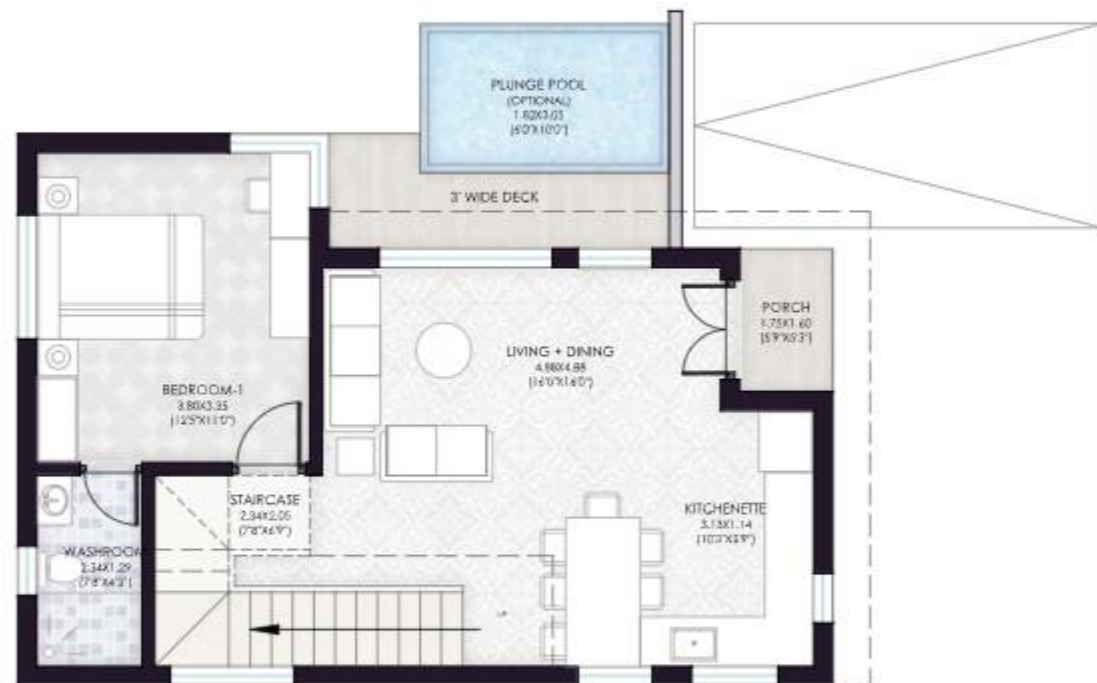 PLUNGE POOL
(OPTIONAL)
1.82X3.03
(6'0"X10'0")
3' WIDE DECK
PORCH
1.75X1.60
(5'9"X5'3")
LIVING + DINING
4.88X4.88
(16'0"X16'0")
BEDROOM-1
3.80X3.35
(12'5"X11'0")
STAIRCASE
2.34X2.05
(7'8"X6'9")
KITCHENETTE
3.13X1.14
(10'3"X3'9")
WASHROOM
2.34X1.29
(7'8"X4'3")
UP